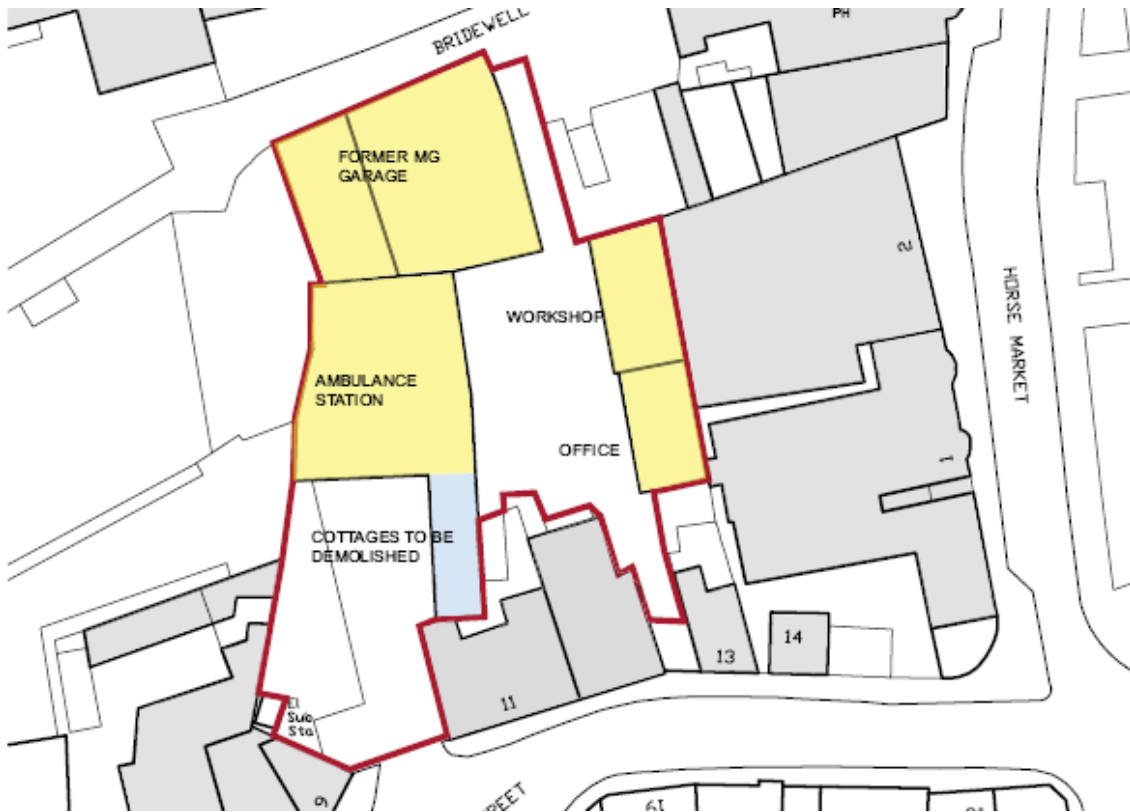 PH
BRIDEWELL
FORMER MG
GARAGE
2
HORSE MARKET
WORKSHOP
AMBULANCE
STATION
OFFICE
1
COTTAGES TO BE
DEMOLISHED
14
13
11
El
Sub
Sta
9
REET
19